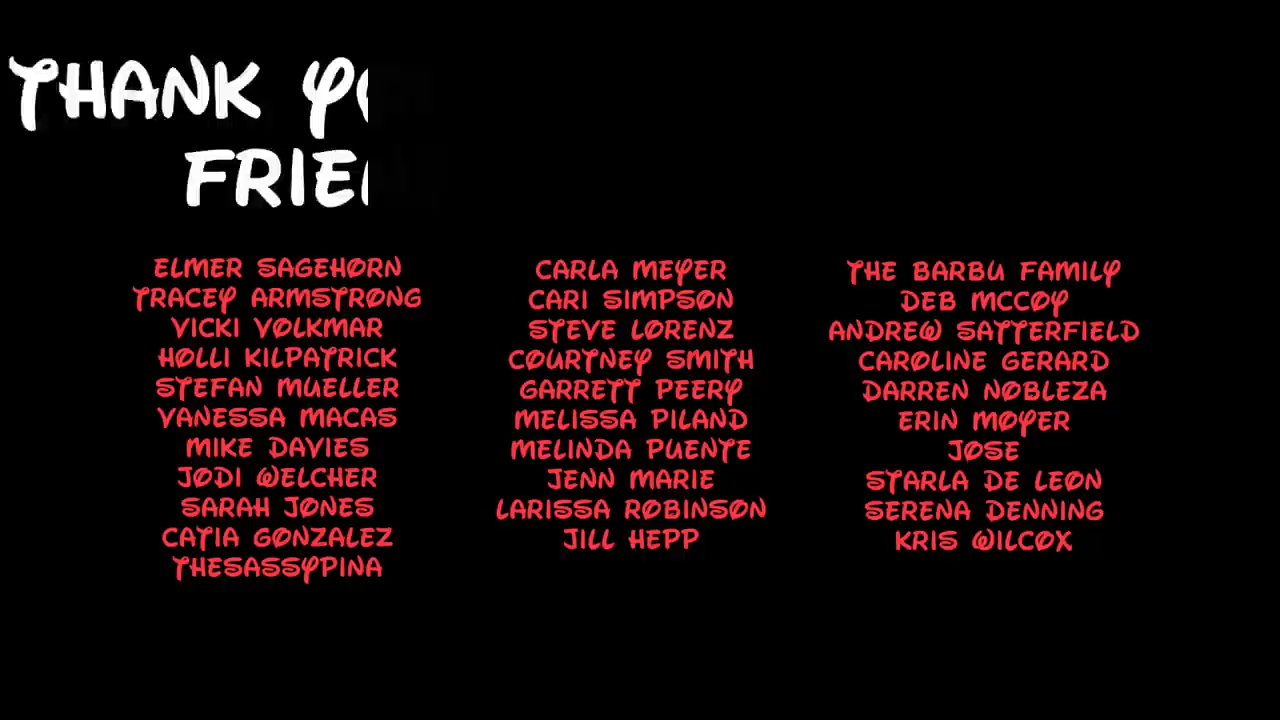 THANK YO
FRIE
ELMER SAGEHORN
TRACEY ARMSTRONG
VICKI VOLKMAR
HOLLI KILPATRICK
STEFAN MUELLER
VANESSA MACAS
MIKE DAVIES
JODI WELCHER
SARAH JONES
CATIA GONZALEZ
THESASSYPINA
CARLA MEYER
CARI SIMPSON
STEVE LORENZ
COURTNEY SMITH
GARRETT PEERY
MELISSA PILAND
MELINDA PUENTE
JENN MARIE
LARISSA ROBINSON
JILL HEPP
THE BARBU FAMILY
DEB MCCOY
ANDREW SATTERFIELD
CAROLINE GERARD
DARREN NOBLEZA
ERIN MOYER
JOSE
STARLA DE LEON
SERENA DENNING
KRIS WILCOX